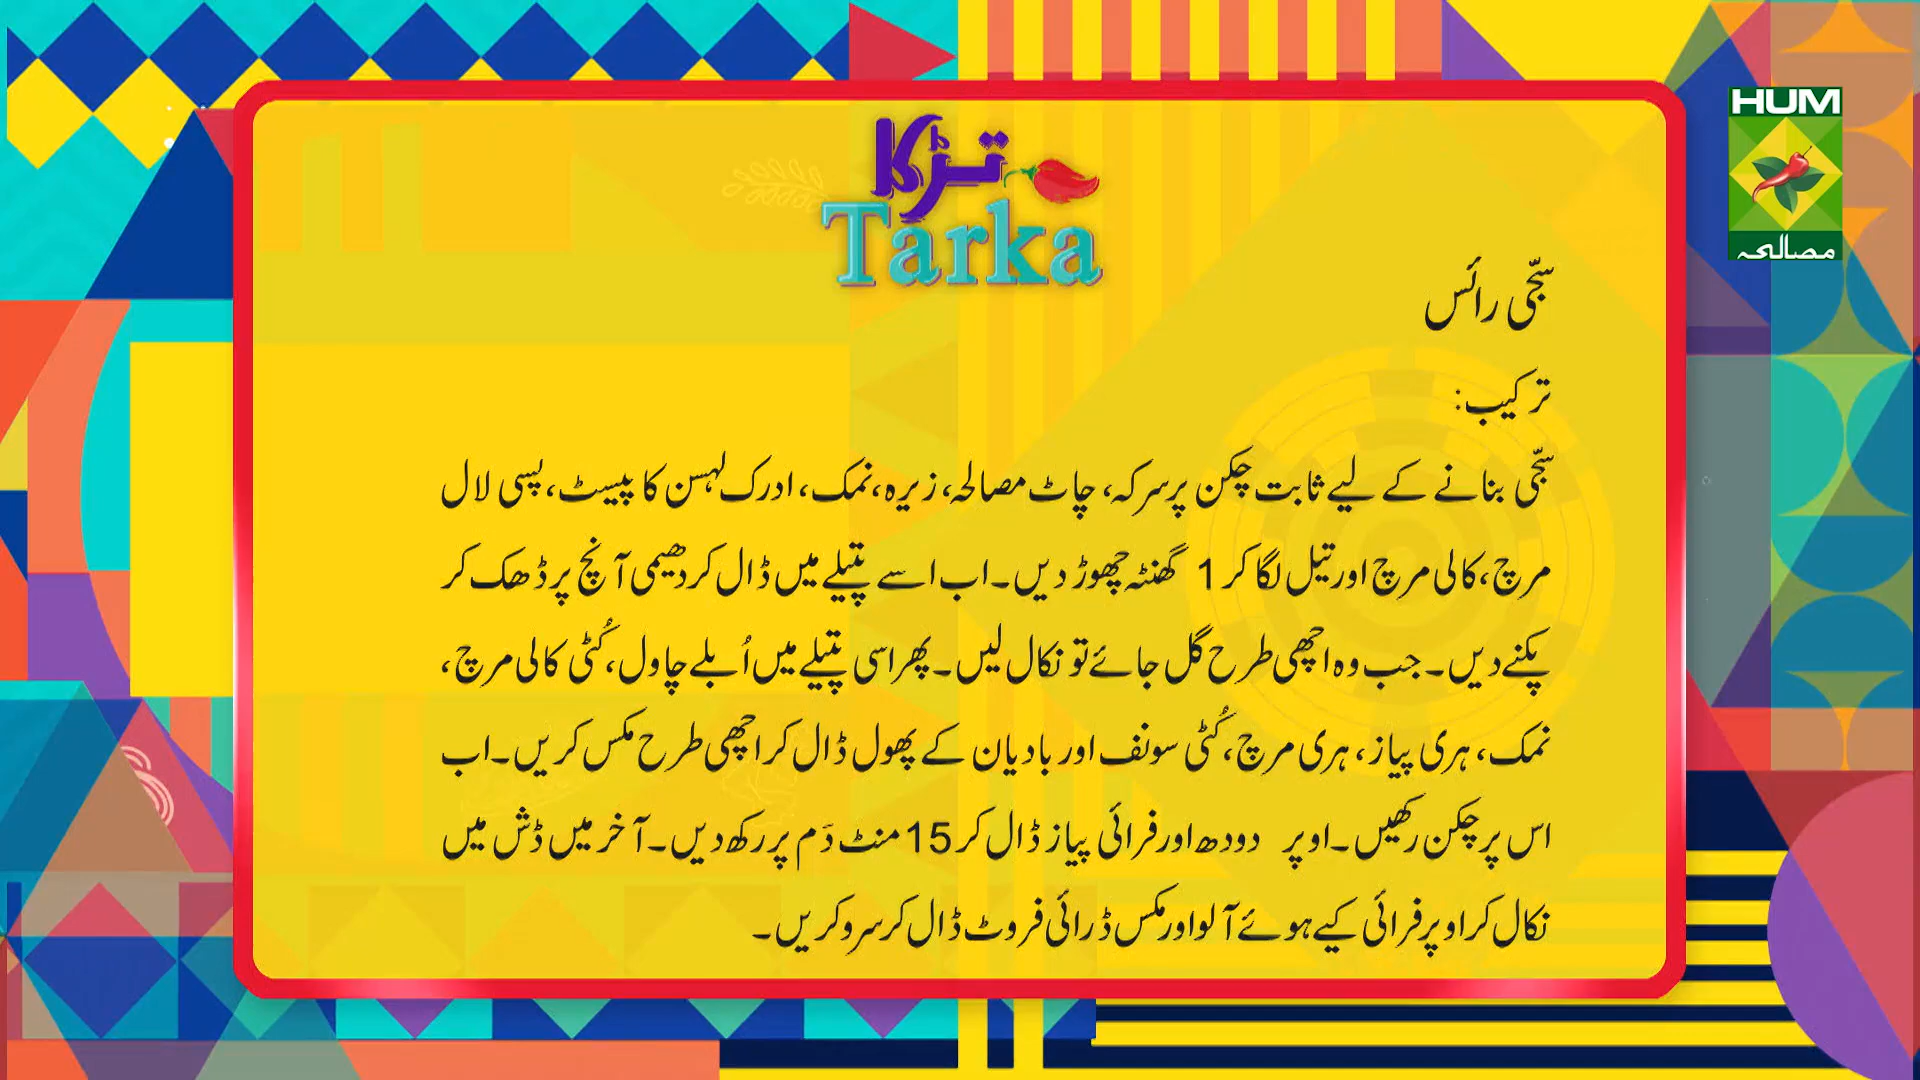 HUM
مصالحہ
تڑکا
Tarka
سجّی رائس
ترکیب:
سجّی بنانے کے لیے ثابت چکن پر سرکہ، چاٹ مصالحہ، زیرہ، نمک، ادرک لہسن کا پیسٹ، پسی لال
مرچ، کالی مرچ اور تیل لگا کر 1 گھنٹہ چھوڑ دیں۔ اب اسے پتیلے میں ڈال کر دھیمی آنچ پر ڈھک کر
پکنے دیں۔ جب وہ اچھی طرح گل جائے تو نکال لیں۔ پھر اسی پتیلے میں اُبلے چاول، کُٹی کالی مرچ،
نمک، ہری پیاز، ہری مرچ، کُٹی سونف اور بادیان کے پھول ڈال کر اچھی طرح مکس کریں۔ اب
اس پر چکن رکھیں۔ اوپر دودھ اور فرائی پیاز ڈال کر 15 منٹ دَم پر رکھ دیں۔ آخر میں ڈش میں
نکال کر اوپر فرائی کیے ہوئے آلو اور مکس ڈرائی فروٹ ڈال کر سرو کریں۔